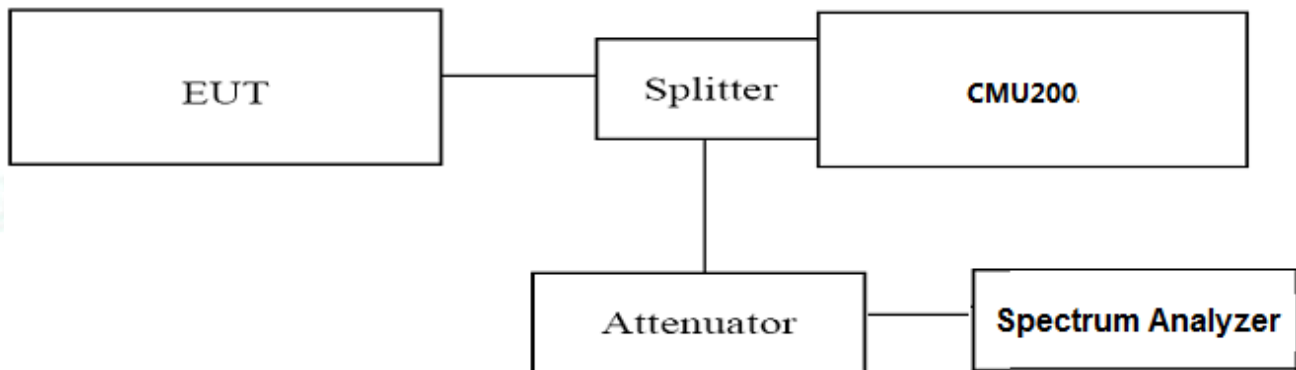 EUT
Splitter
CMU200.
Attenuator
Spectrum Analyzer